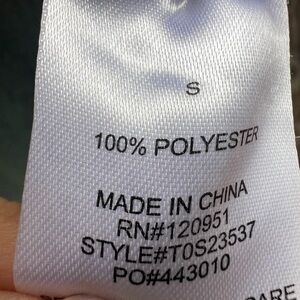 S
100% POLYESTER
MADE IN CHINA
RN#120951
STYLE#T0S23537
PO#443010